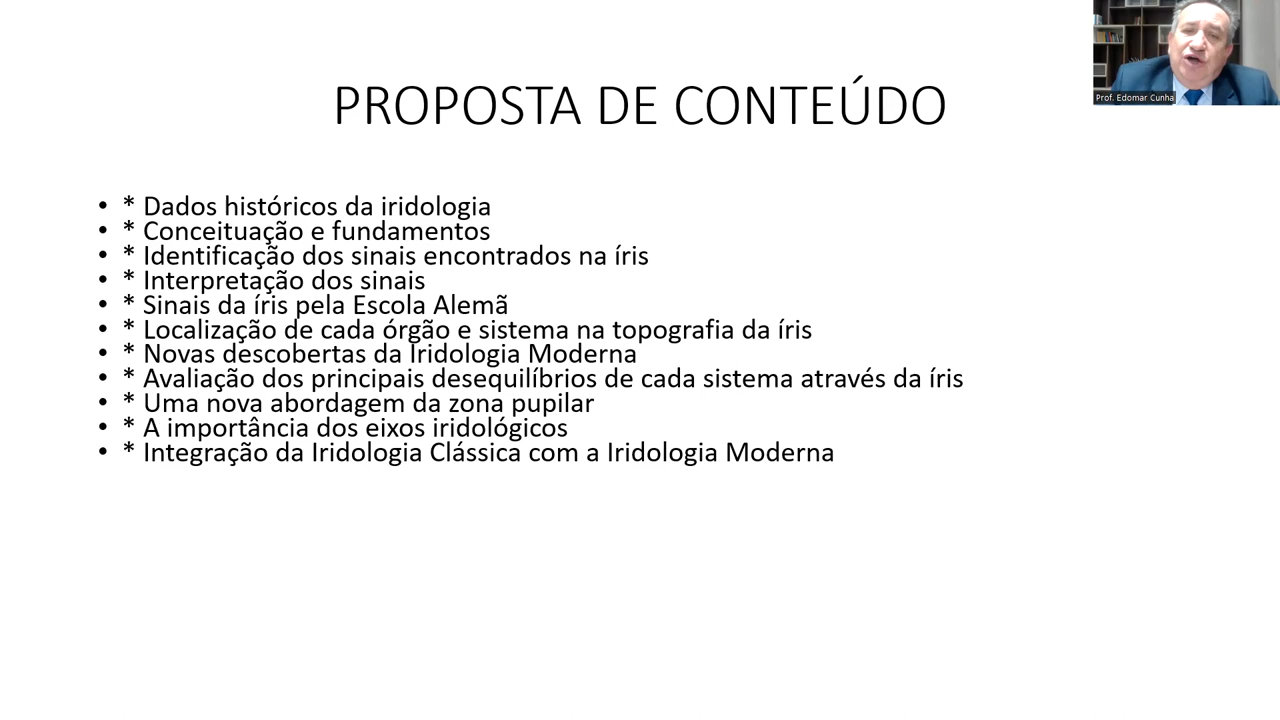 Prof. Edomar Cunha
PROPOSTA DE CONTEÚDO
• * Dados históricos da iridologia
• * Conceituação e fundamentos
• * Identificação dos sinais encontrados na íris
• * Interpretação dos sinais
• * Sinais da íris pela Escola Alemã
• * Localização de cada órgão e sistema na topografia da íris
• * Novas descobertas da Iridologia Moderna
• * Avaliação dos principais desequilíbrios de cada sistema através da íris
• * Uma nova abordagem da zona pupilar
• * A importância dos eixos iridológicos
• * Integração da Iridologia Clássica com a Iridologia Moderna